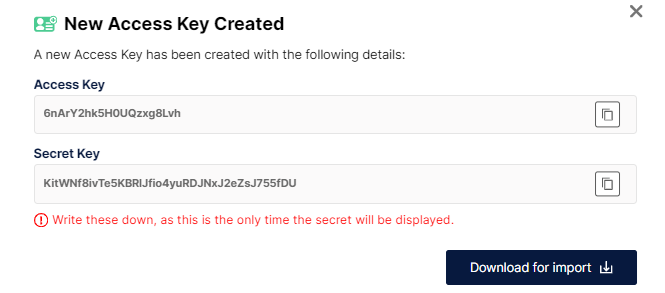 New Access Key Created
A new Access Key has been created with the following details:
Access Key
6nArY2hk5H0UQzxg8Lvh
Secret Key
KitWNf8ivTe5KBRIJfio4yuRDJNxJ2eZsJ755fDU
Write these down, as this is the only time the secret will be displayed.
Download for import